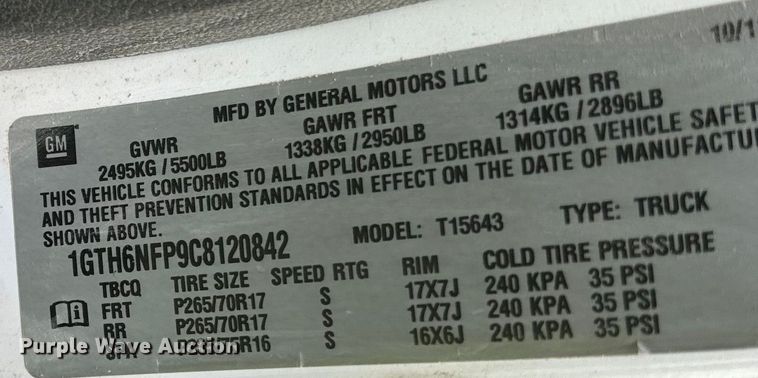 10/1
MFD BY GENERAL MOTORS LLC
GM
GVWR GAWR FRT GAWR RR
2495KG / 5500LB 1338KG / 2950LB 1314KG / 2896LB
THIS VEHICLE CONFORMS TO ALL APPLICABLE FEDERAL MOTOR VEHICLE SAFET
AND THEFT PREVENTION STANDARDS IN EFFECT ON THE DATE OF MANUFACTU
SHOWN ABOVE.
1GTH6NFP9C8120842 MODEL: T15643 TYPE: TRUCK
TBCQ TIRE SIZE SPEED RTG RIM COLD TIRE PRESSURE
FRT P265/70R17 S 17X7J 240 KPA 35 PSI
RR P265/70R17 S 17X7J 240 KPA 35 PSI
S 16X6J 240 KPA 35 PSI
Purple Wave Auction